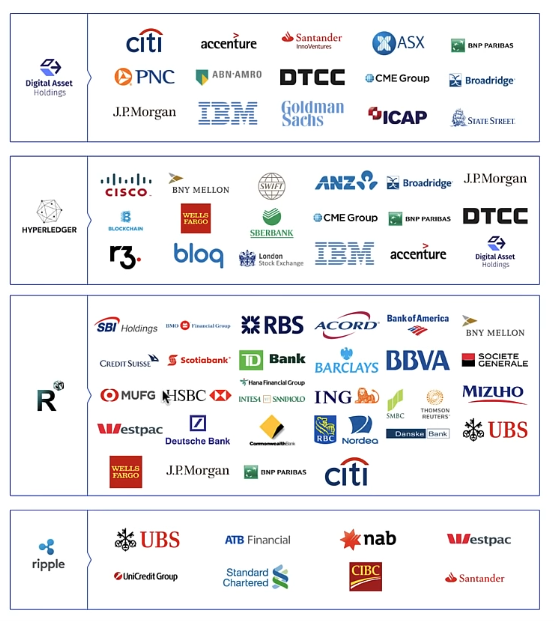 Digital Asset
Holdings
citi
accenture
Santander
InnoVentures
ASX
BNP PARIBAS
PNC
ABN·AMRO
DTCC
CME Group
Broadridge
J.P.Morgan
IBM
Goldman
Sachs
ICAP
STATE STREET
HYPERLEDGER
CISCO
BNY MELLON
SWIFT
ANZ
Broadridge
J.P.Morgan
BLOCKCHAIN
WELLS
FARGO
SBERBANK
CME Group
BNP PARIBAS
DTCC
r3.
bloq
London
Stock Exchange
IBM
accenture
Digital Asset
Holdings
R
SBI Holdings
BMO Financial Group
RBS
ACORD
Bank of America
BNY MELLON
CREDIT SUISSE
Scotiabank
TD Bank
BARCLAYS
BBVA
SOCIETE
GENERALE
MUFG
HSBC
Hana Financial Group
INTESA SANPAOLO
ING
SMBC
THOMSON
REUTERS
MIZUHO
Westpac
Deutsche Bank
CommonwealthBank
RBC
Nordea
Danske Bank
UBS
WELLS
FARGO
J.P.Morgan
BNP PARIBAS
citi
ripple
UBS
ATB Financial
nab
Westpac
UniCredit Group
Standard
Chartered
CIBC
Santander